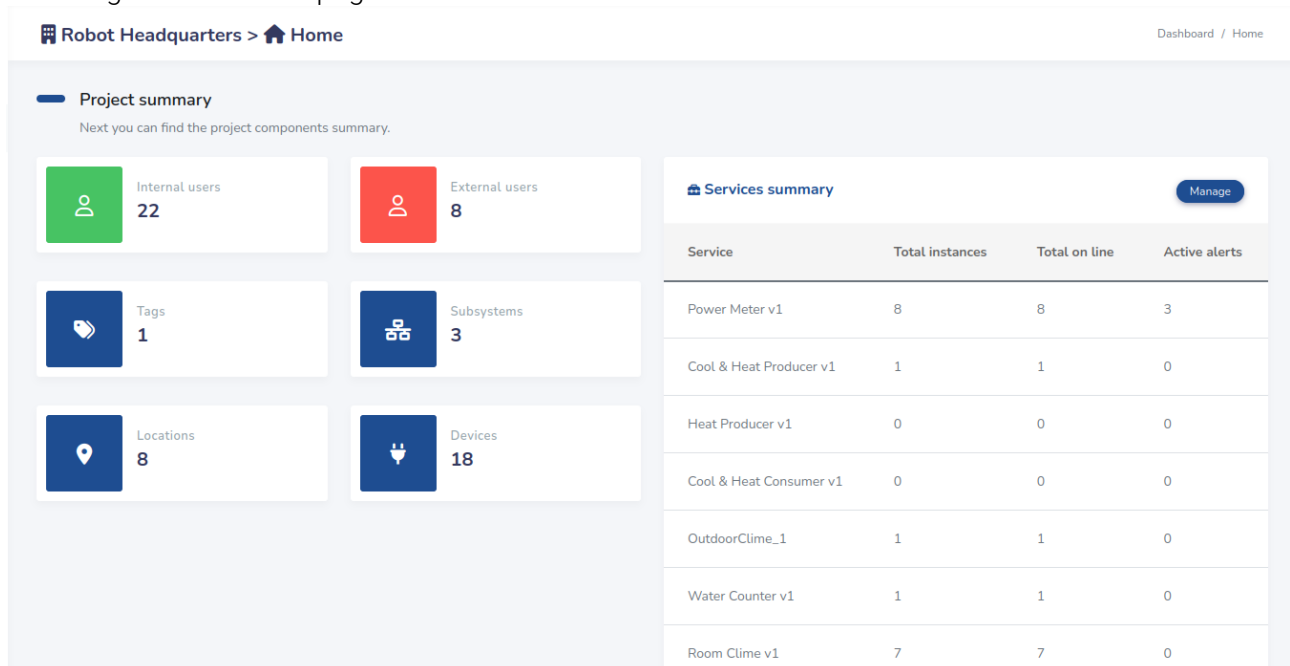 Robot Headquarters > Home
Dashboard / Home
Project summary
Next you can find the project components summary.
Internal users
22
External users
8
Tags
1
Subsystems
3
Locations
8
Devices
18
Services summary
Manage
Service Total instances Total on line Active alerts
Power Meter v1 8 8 3
Cool & Heat Producer v1 1 1 0
Heat Producer v1 0 0 0
Cool & Heat Consumer v1 0 0 0
OutdoorClime_1 1 1 0
Water Counter v1 1 1 0
Room Clime v1 7 7 0